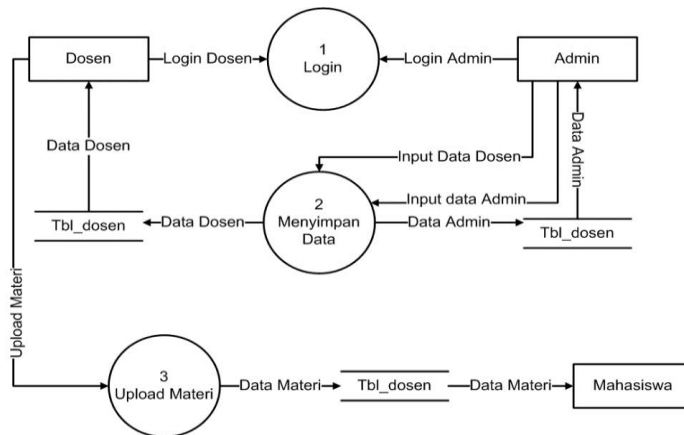 Dosen
Login Dosen
1
Login
Login Admin
Admin
Data Dosen
Input Data Dosen
Data Admin
Input data Admin
Tbl_dosen
Data Dosen
2
Menyimpan
Data
Data Admin
Tbl_dosen
Upload Materi
3
Upload Materi
Data Materi
Tbl_dosen
Data Materi
Mahasiswa